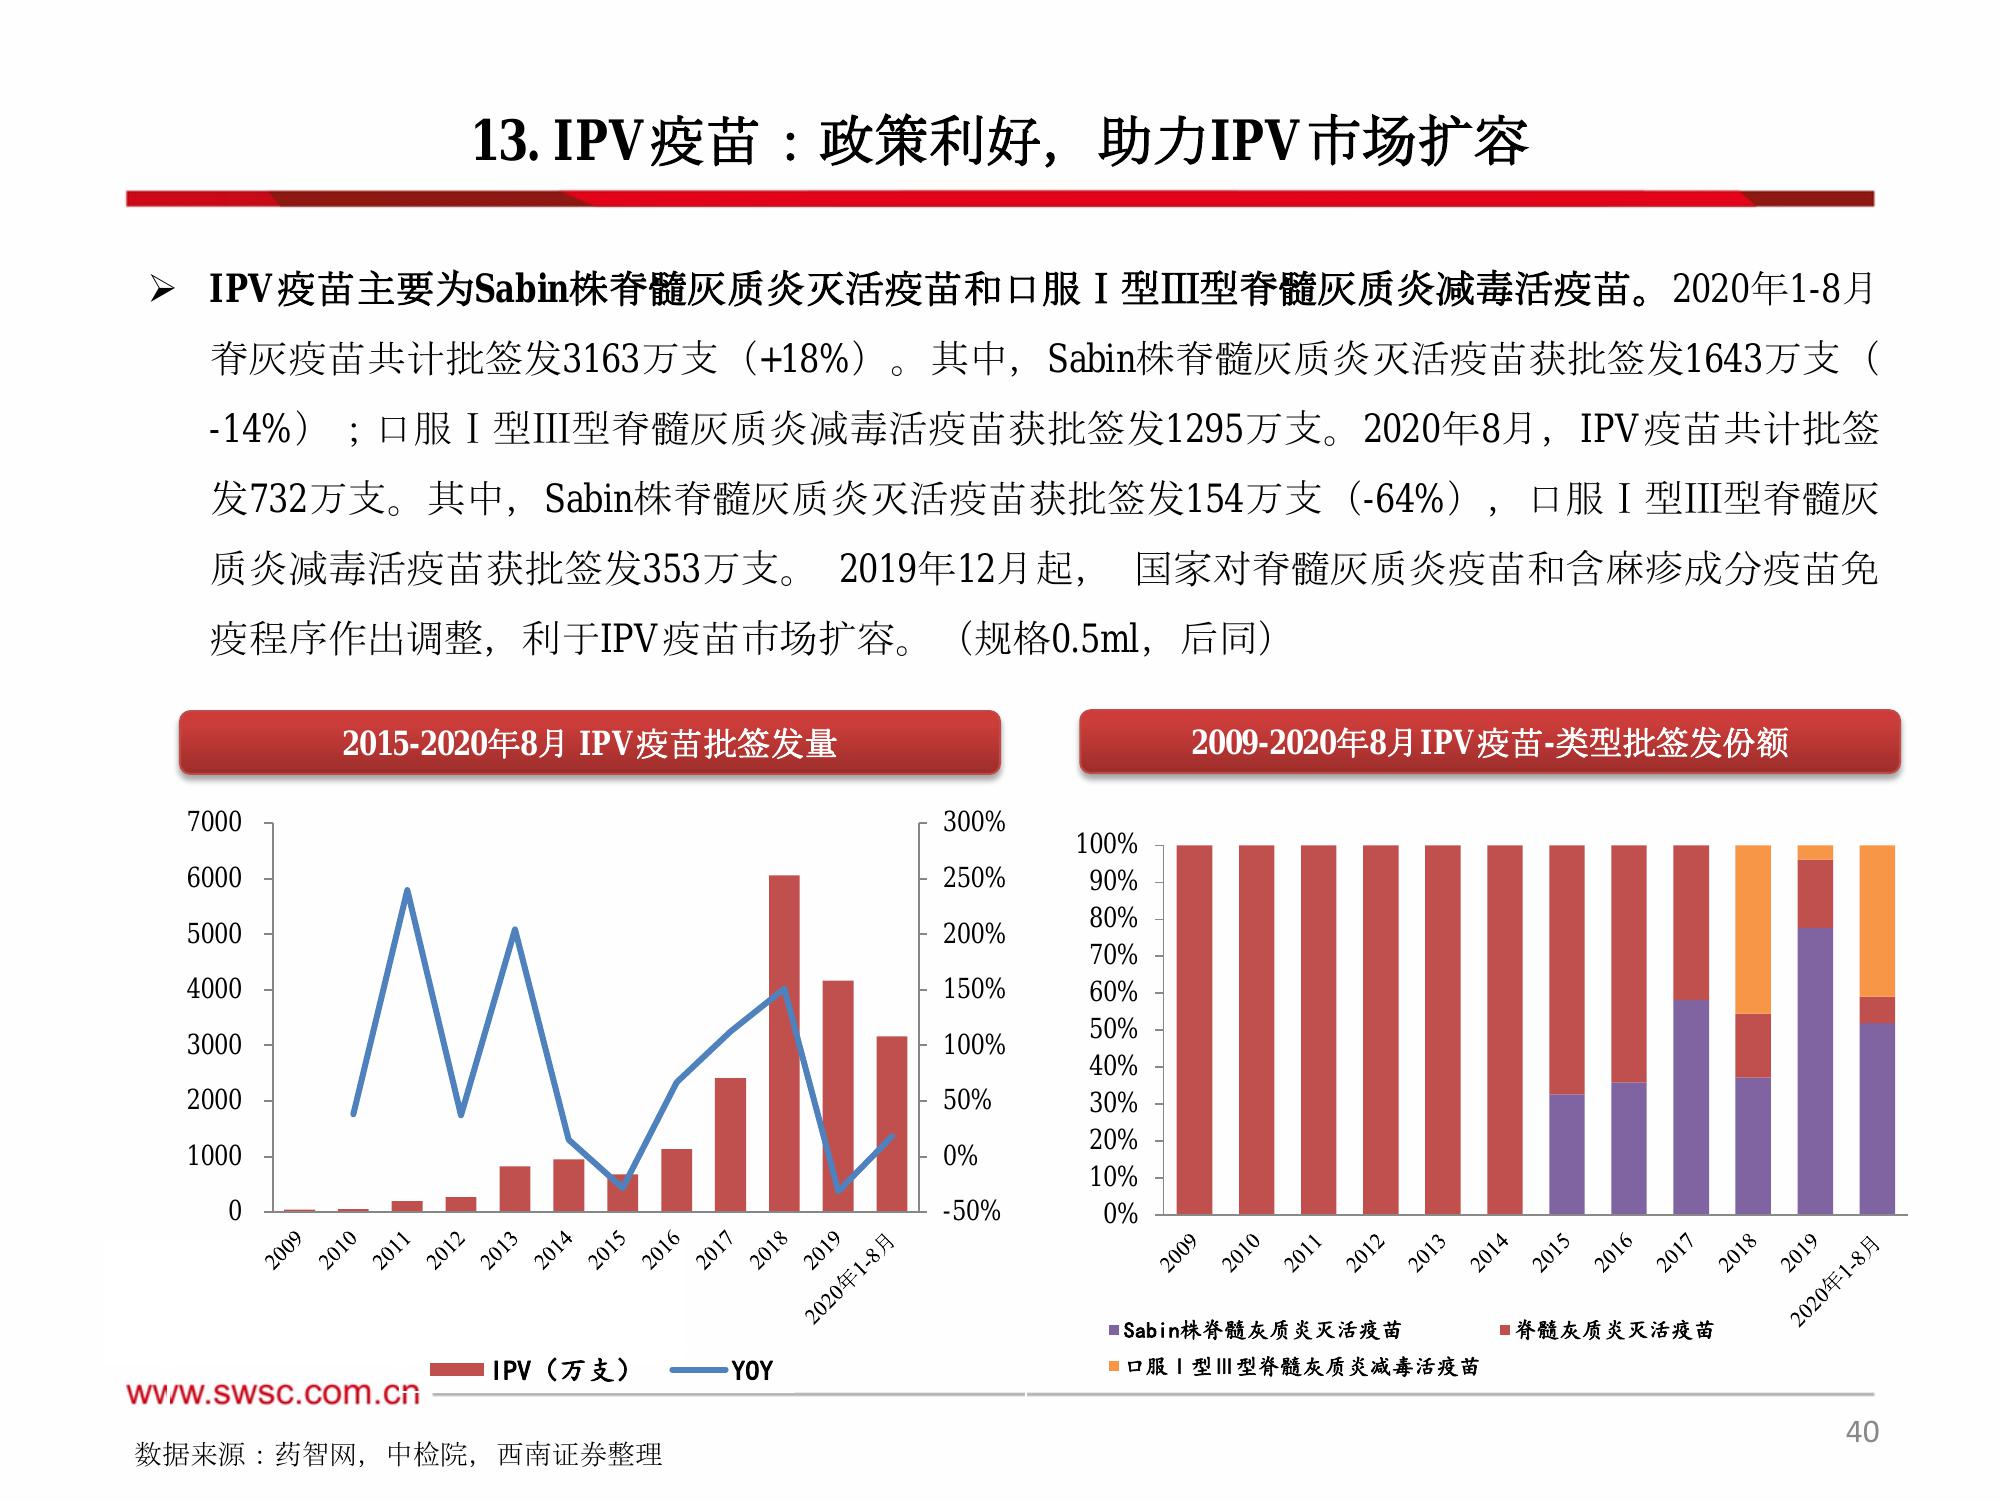 13. IPV疫苗：政策利好，助力IPV市场扩容
➢ IPV疫苗主要为Sabin株脊髓灰质炎灭活疫苗和口服Ⅰ型Ⅲ型脊髓灰质炎减毒活疫苗。2020年1-8月
脊灰疫苗共计批签发3163万支（+18%）。其中，Sabin株脊髓灰质炎灭活疫苗获批签发1643万支（
-14%）；口服Ⅰ型Ⅲ型脊髓灰质炎减毒活疫苗获批签发1295万支。2020年8月，IPV疫苗共计批签
发732万支。其中，Sabin株脊髓灰质炎灭活疫苗获批签发154万支（-64%），口服Ⅰ型Ⅲ型脊髓灰
质炎减毒活疫苗获批签发353万支。 2019年12月起， 国家对脊髓灰质炎疫苗和含麻疹成分疫苗免
疫程序作出调整，利于IPV疫苗市场扩容。（规格0.5ml，后同）
2015-2020年8月 IPV疫苗批签发量
7000
6000
5000
4000
3000
2000
1000
0
300%
250%
200%
150%
100%
50%
0%
-50%
2009
2010
2011
2012
2013
2014
2015
2016
2017
2018
2019
2020年1-8月
IPV（万支）
YOY
2009-2020年8月IPV疫苗-类型批签发份额
100%
90%
80%
70%
60%
50%
40%
30%
20%
10%
0%
2009
2010
2011
2012
2013
2014
2015
2016
2017
2018
2019
2020年1-8月
Sabin株脊髓灰质炎灭活疫苗
脊髓灰质炎灭活疫苗
口服Ⅰ型Ⅲ型脊髓灰质炎减毒活疫苗
www.swsc.com.cn
40
数据来源：药智网，中检院，西南证券整理